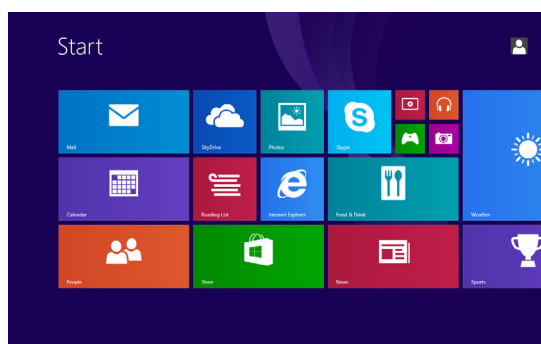 Start
Mail
SkyDrive
Photos
Skype
Calendar
Reading List
Internet Explorer
Food & Drink
Weather
People
Store
News
Sports